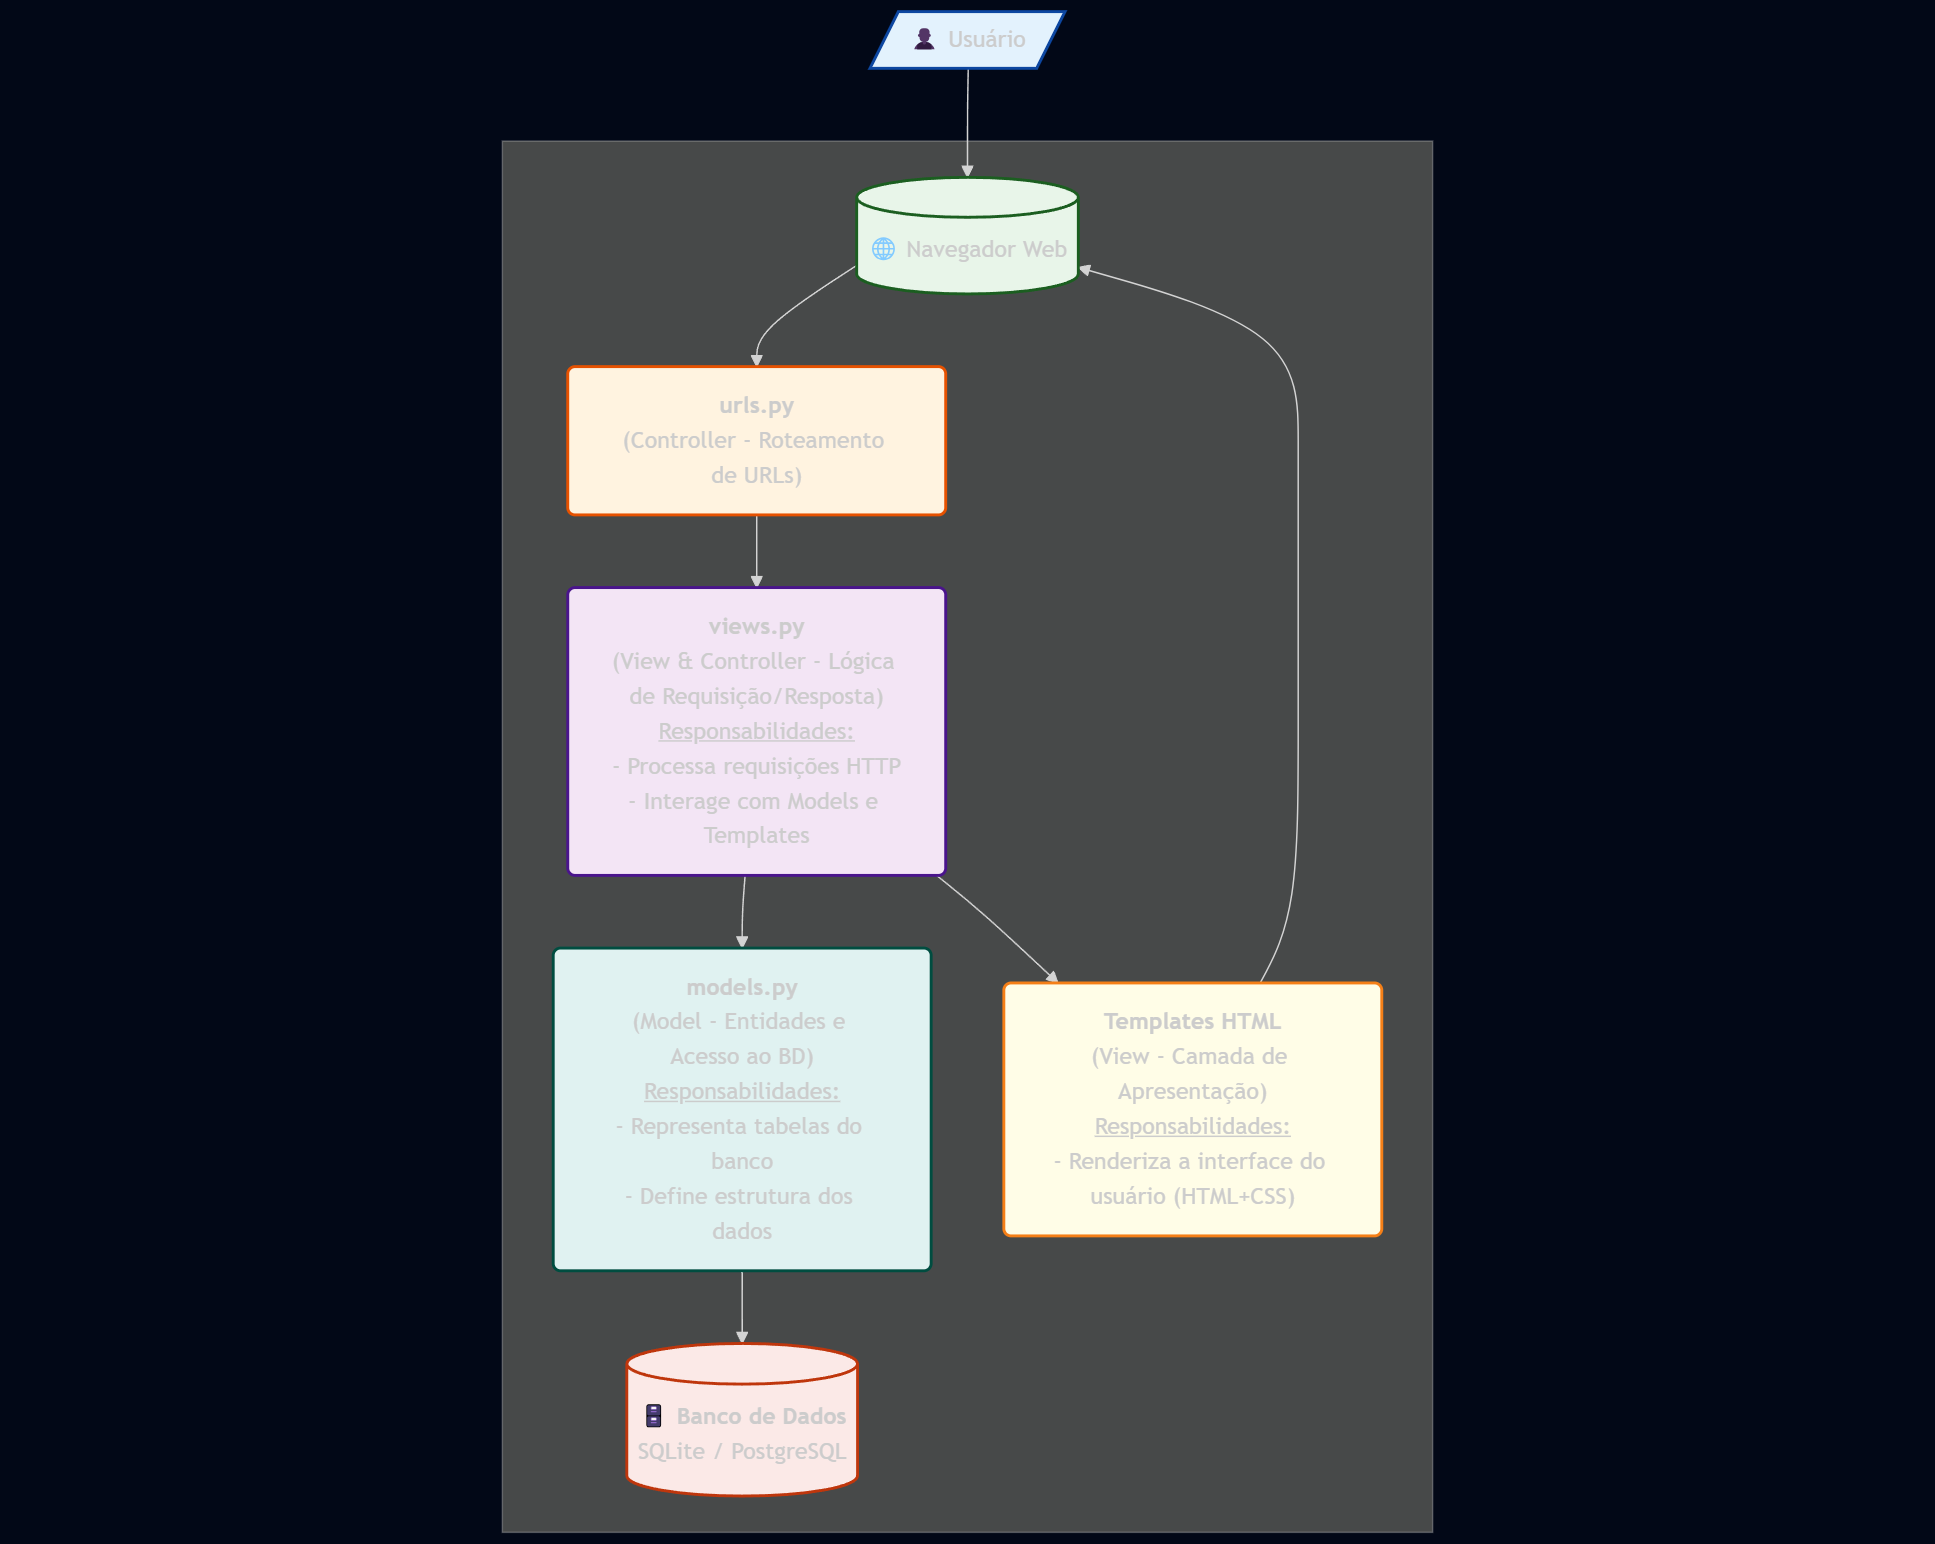 Usuário
Navegador Web
urls.py
(Controller - Roteamento
de URLs)
views.py
(View & Controller - Lógica
de Requisição/Resposta)
Responsabilidades:
- Processa requisições HTTP
- Interage com Models e
Templates
models.py
(Model - Entidades e
Acesso ao BD)
Responsabilidades:
- Representa tabelas do
banco
- Define estrutura dos
dados
Templates HTML
(View - Camada de
Apresentação)
Responsabilidades:
- Renderiza a interface do
usuário (HTML+CSS)
Banco de Dados
SQLite / PostgreSQL